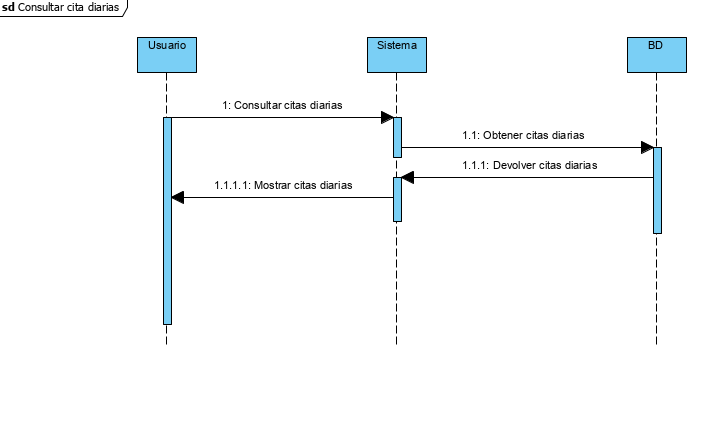 sd Consultar cita diarias
Usuario
Sistema
BD
1: Consultar citas diarias
1.1: Obtener citas diarias
1.1.1: Devolver citas diarias
1.1.1.1: Mostrar citas diarias